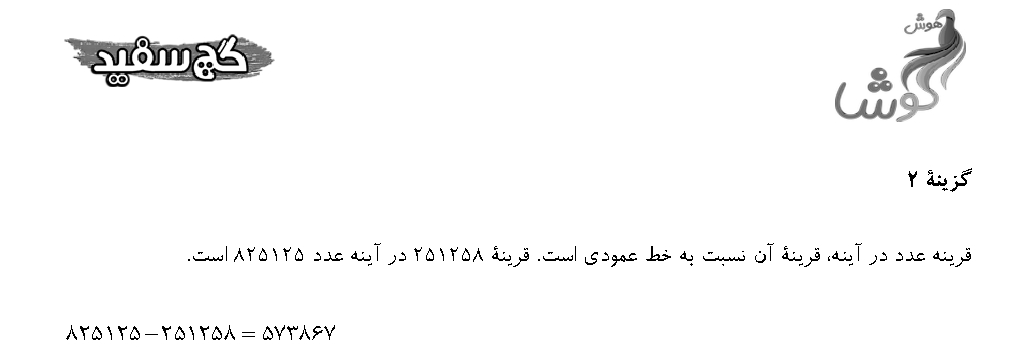 گچ سفید
هوش
گوشا
گزینهٔ ۲
قرینه عدد در آینه، قرینهٔ آن نسبت به خط عمودی است. قرینهٔ ۲۵۱۲۵۸ در آینه عدد ۸۲۵۱۲۵ است.
۸۲۵۱۲۵−۲۵۱۲۵۸ = ۵۷۳۸۶۷